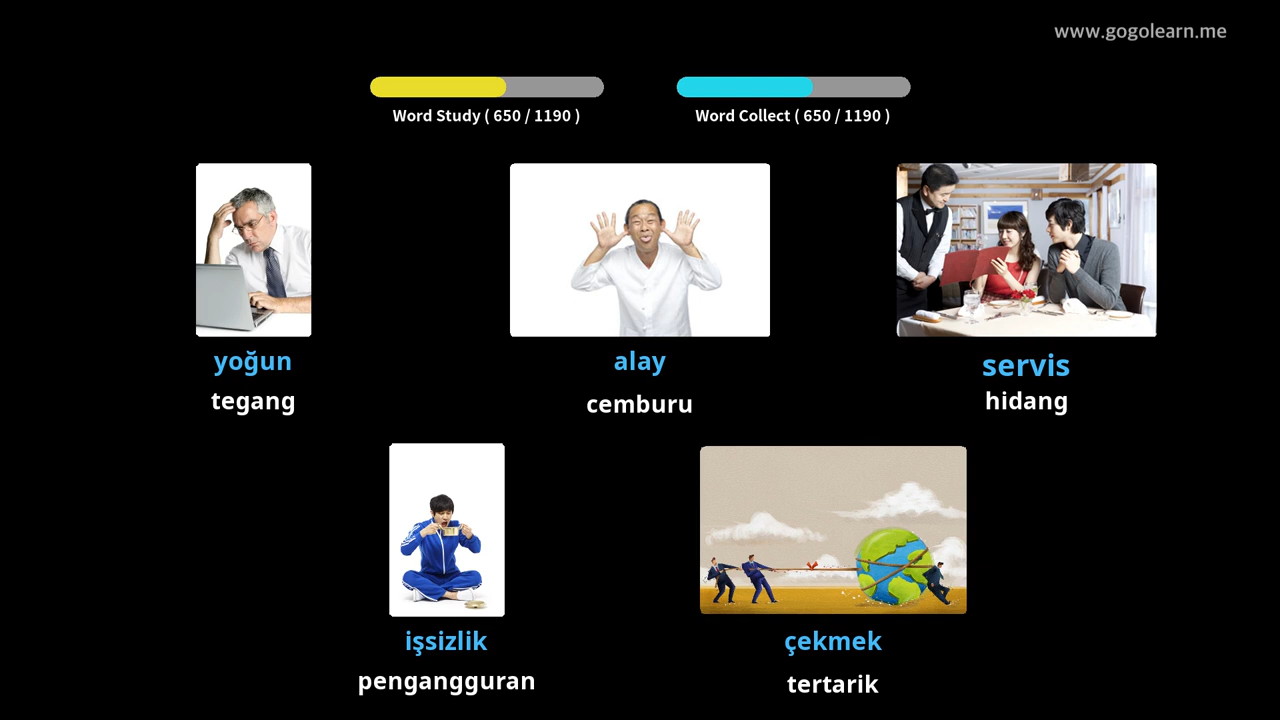 www.gogolearn.me
Word Study ( 650 / 1190 )
Word Collect ( 650 / 1190 )
yoğun
tegang
alay
cemburu
servis
hidang
işsizlik
pengangguran
çekmek
tertarik